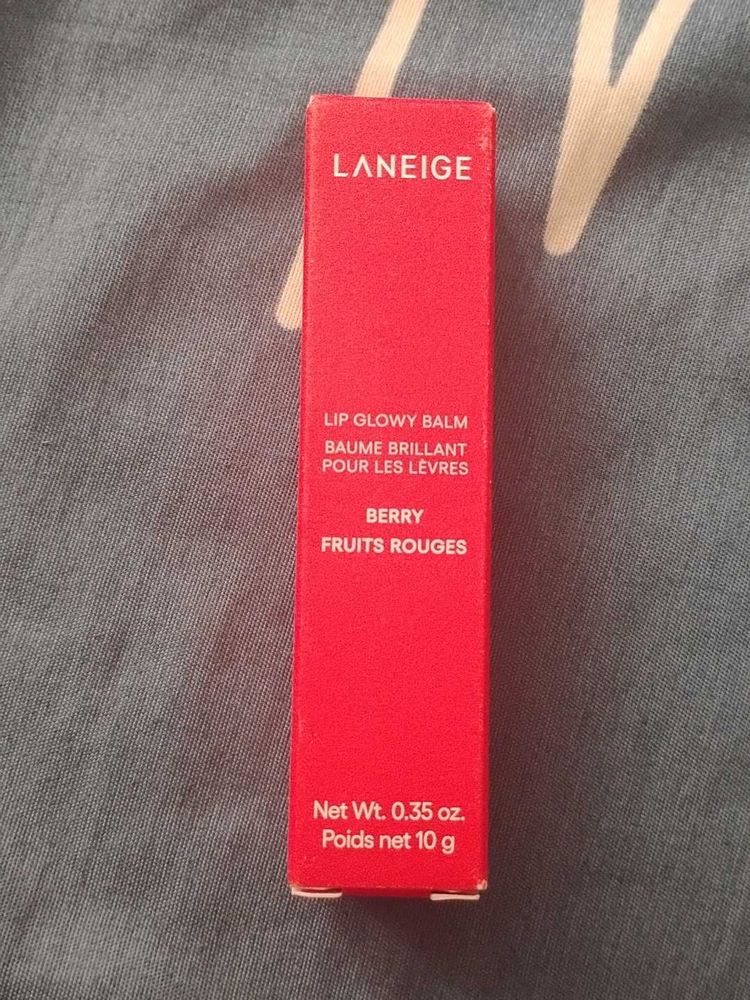 LANEIGE
LIP GLOWY BALM
BAUME BRILLANT
POUR LES LÈVRES
BERRY
FRUITS ROUGES
Net Wt. 0.35 oz.
Poids net 10 g